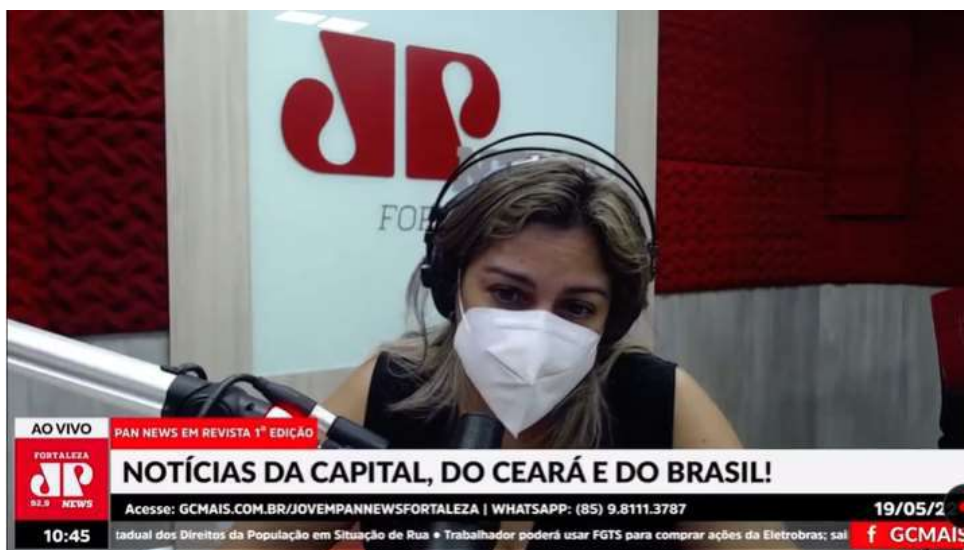 JP
FOR
AO VIVO
PAN NEWS EM REVISTA 1ª EDIÇÃO
FORTALEZA
JP
92,9 NEWS
NOTÍCIAS DA CAPITAL, DO CEARÁ E DO BRASIL!
Acesse: GCMAIS.COM.BR/JOVEMPANNEWSFORTALEZA | WHATSAPP: (85) 9.8111.3787
19/05/2
10:45
tadual dos Direitos da População em Situação de Rua • Trabalhador poderá usar FGTS para comprar ações da Eletrobras; sai
f GCMAIS